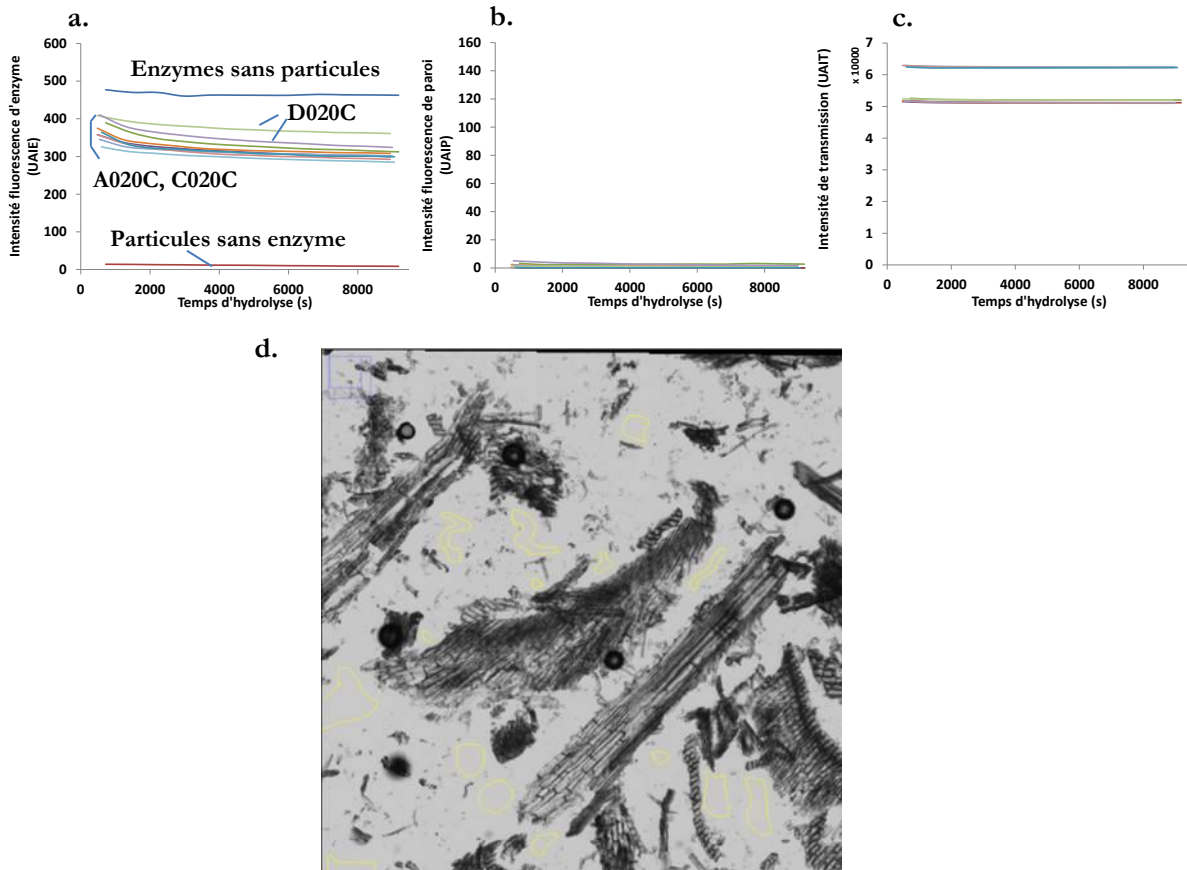 a.
Intensité fluorescence d'enzyme
(UAIE)
600
500
400
300
200
100
0
Enzymes sans particules
D020C
A020C, C020C
Particules sans enzyme
0 2000 4000 6000 8000
Temps d'hydrolyse (s)
b.
Intensité fluorescence de paroi
(UAIP)
160
140
120
100
80
60
40
20
0
0 2000 4000 6000 8000
Temps d'hydrolyse (s)
c.
Intensité de transmission (UAIT)
x 10000
7
6
5
4
3
2
1
0
0 2000 4000 6000 8000
Temps d'hydrolyse (s)
d.